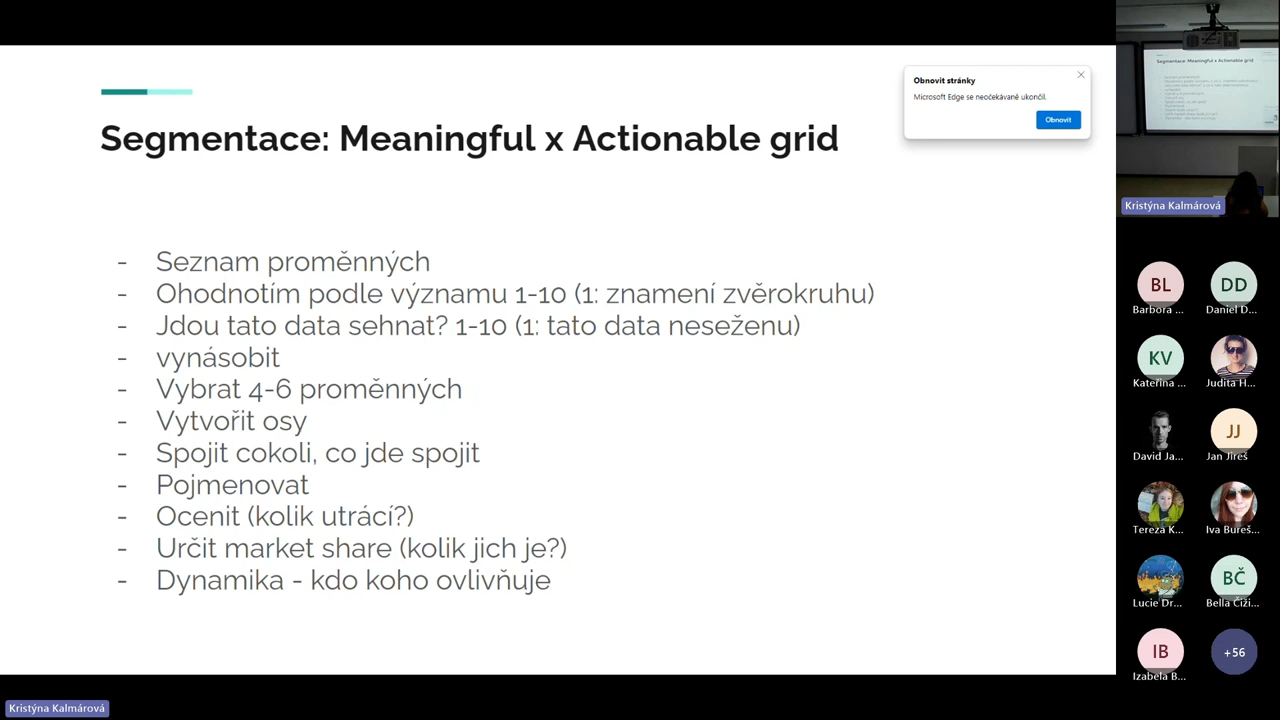 Segmentace: Meaningful x Actionable grid
- Seznam proměnných
- Ohodnotím podle významu 1-10 (1: znamení zvěrokruhu)
- Jdou tato data sehnat? 1-10 (1: tato data neseženu)
- vynásobit
- Vybrat 4-6 proměnných
- Vytvořit osy
- Spojit cokoli, co jde spojit
- Pojmenovat
- Ocenit (kolik utrácí?)
- Určit market share (kolik jich je?)
- Dynamika - kdo koho ovlivňuje
Obnovit stránky
Microsoft Edge se neočekávaně ukončil.
Obnovit
Segmentace: Meaningful x Actionable grid
Kristýna Kalmárová
BL
DD
Barbora ...
Daniel D...
KV
Kateřina ...
Judita H...
JJ
David Ja...
Jan Jireš
Tereza K...
Iva Bureš...
BČ
Lucie Dr...
Bella Čiži...
IB
+56
Izabela B...
Kristýna Kalmárová